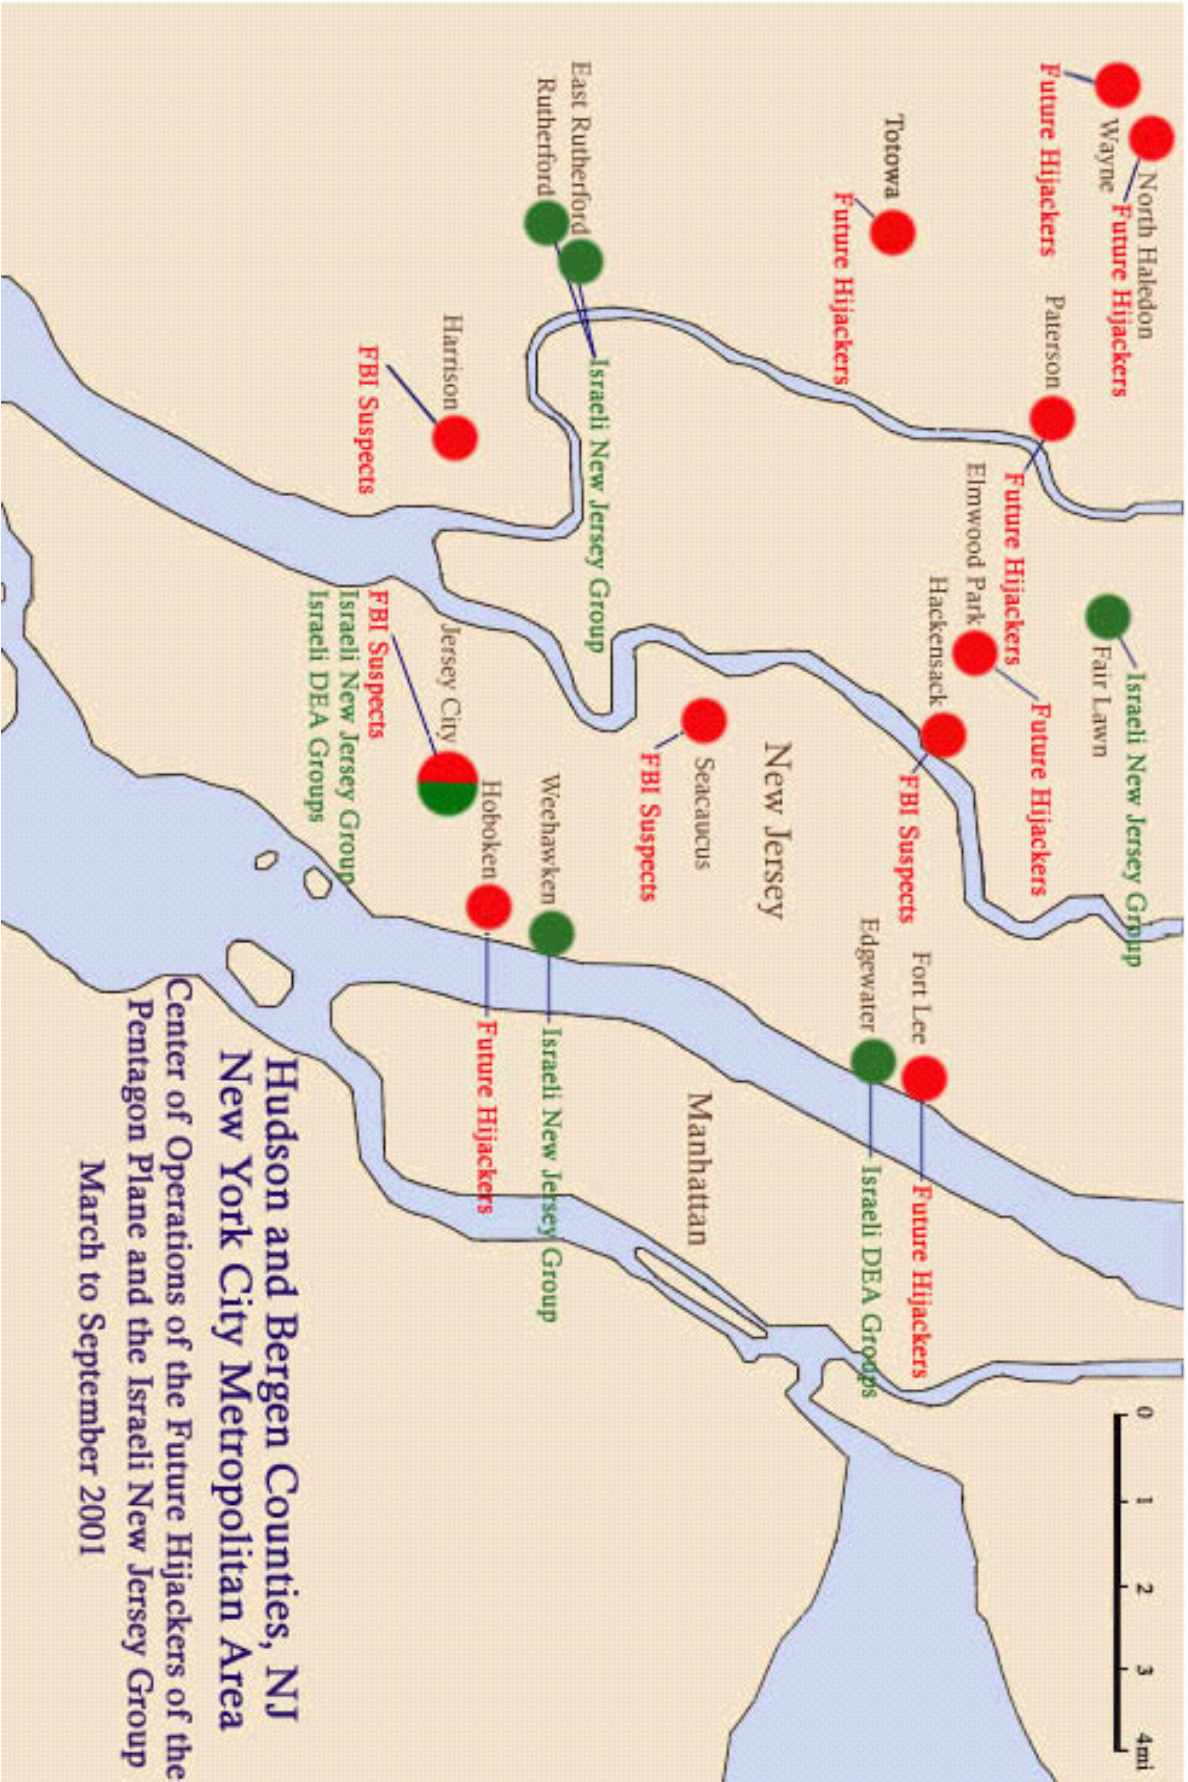 North Haledon
Future Hijackers
Wayne
Future Hijackers
Paterson
Future Hijackers
Totowa
Future Hijackers
Fair Lawn
Israeli New Jersey Group
Elmwood Park
Future Hijackers
Hackensack
FBI Suspects
Fort Lee
Future Hijackers
Edgewater
Israeli DEA Groups
New Jersey
Seacaucus
FBI Suspects
Manhattan
East Rutherford
Rutherford
Israeli New Jersey Group
Weehawken
Israeli New Jersey Group
Hoboken
Future Hijackers
Harrison
FBI Suspects
Jersey City
FBI Suspects
Israeli New Jersey Group
Israeli DEA Groups
0 1 2 3 4mi
Hudson and Bergen Counties, NJ
New York City Metropolitan Area
Center of Operations of the Future Hijackers of the
Pentagon Plane and the Israeli New Jersey Group
March to September 2001